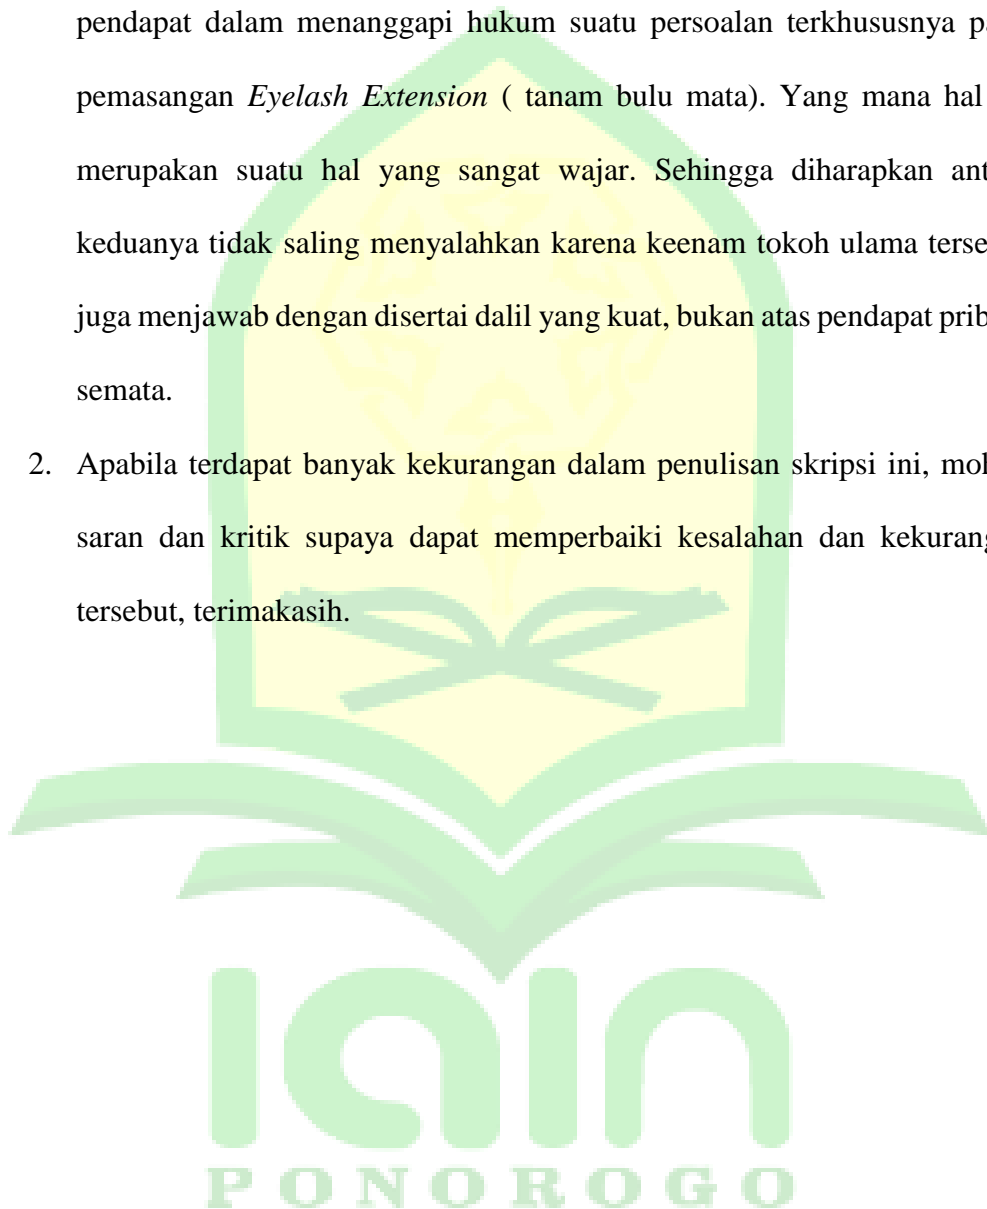 pendapat dalam menanggapi hukum suatu persoalan terkhususnya pa
pemasangan Eyelash Extension ( tanam bulu mata). Yang mana hal
merupakan suatu hal yang sangat wajar. Sehingga diharapkan ant
keduanya tidak saling menyalahkan karena keenam tokoh ulama terse
juga menjawab dengan disertai dalil yang kuat, bukan atas pendapat prib
semata.
2. Apabila terdapat banyak kekurangan dalam penulisan skripsi ini, moh
saran dan kritik supaya dapat memperbaiki kesalahan dan kekurang
tersebut, terimakasih.
iain
PONOROGO